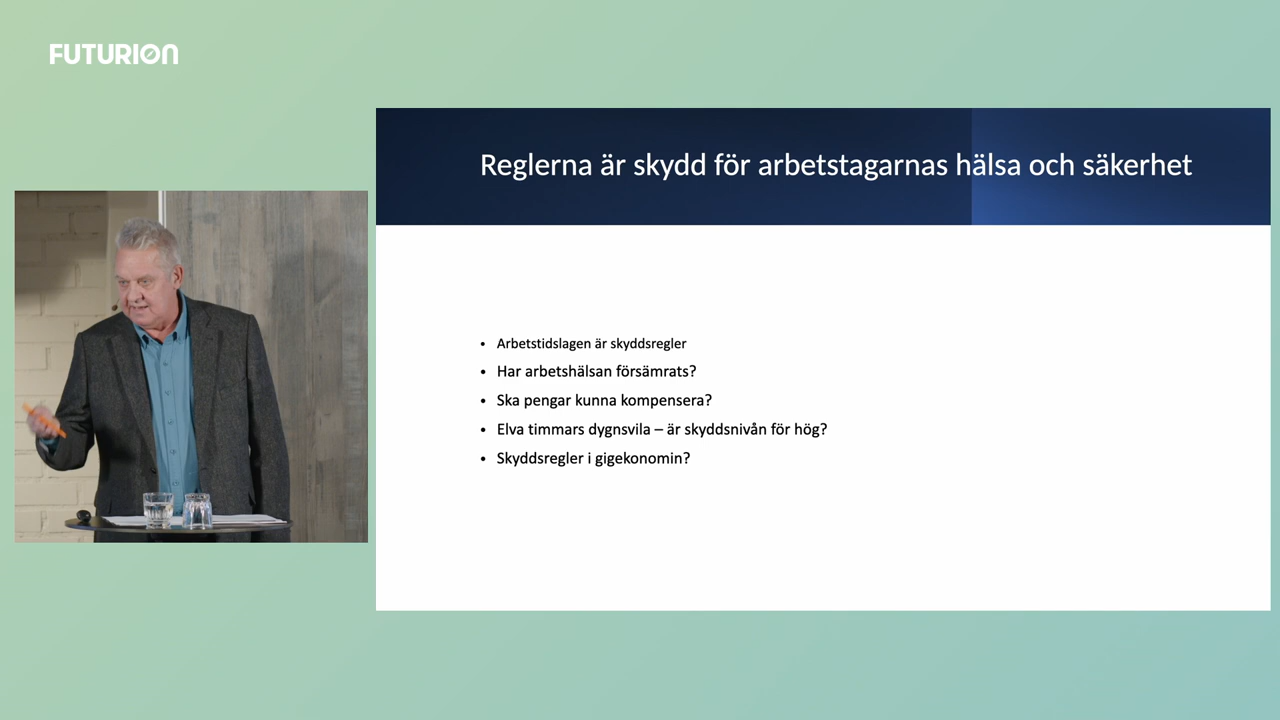 FUTURION
Reglerna är skydd för arbetstagarnas hälsa och säkerhet
• Arbetstidslagen är skyddsregler
• Har arbetshälsan försämrats?
• Ska pengar kunna kompensera?
• Elva timmars dygnsvila – är skyddsnivån för hög?
• Skyddsregler i gigekonomin?